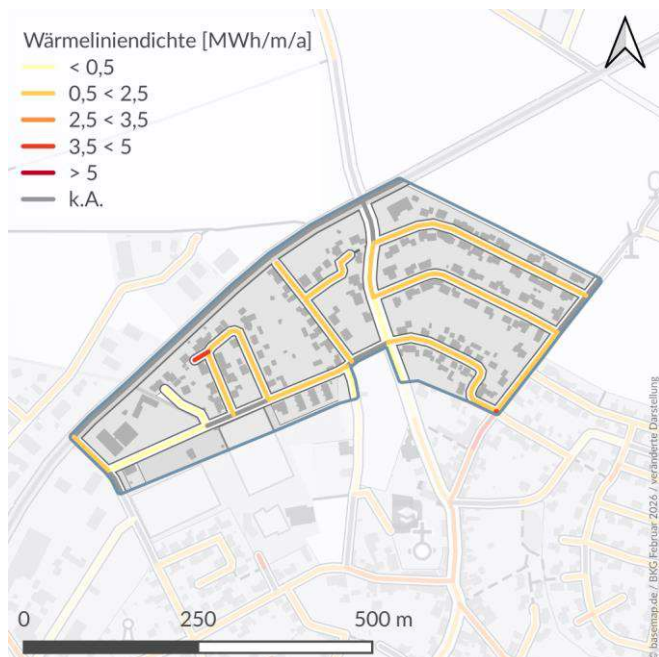 Wärmeliniendichte [MWh/m/a]
< 0,5
0,5 < 2,5
2,5 < 3,5
3,5 < 5
> 5
k.A.
0 250 500 m
© basemap.de / BKG Februar 2026 / veränderte Darstellung